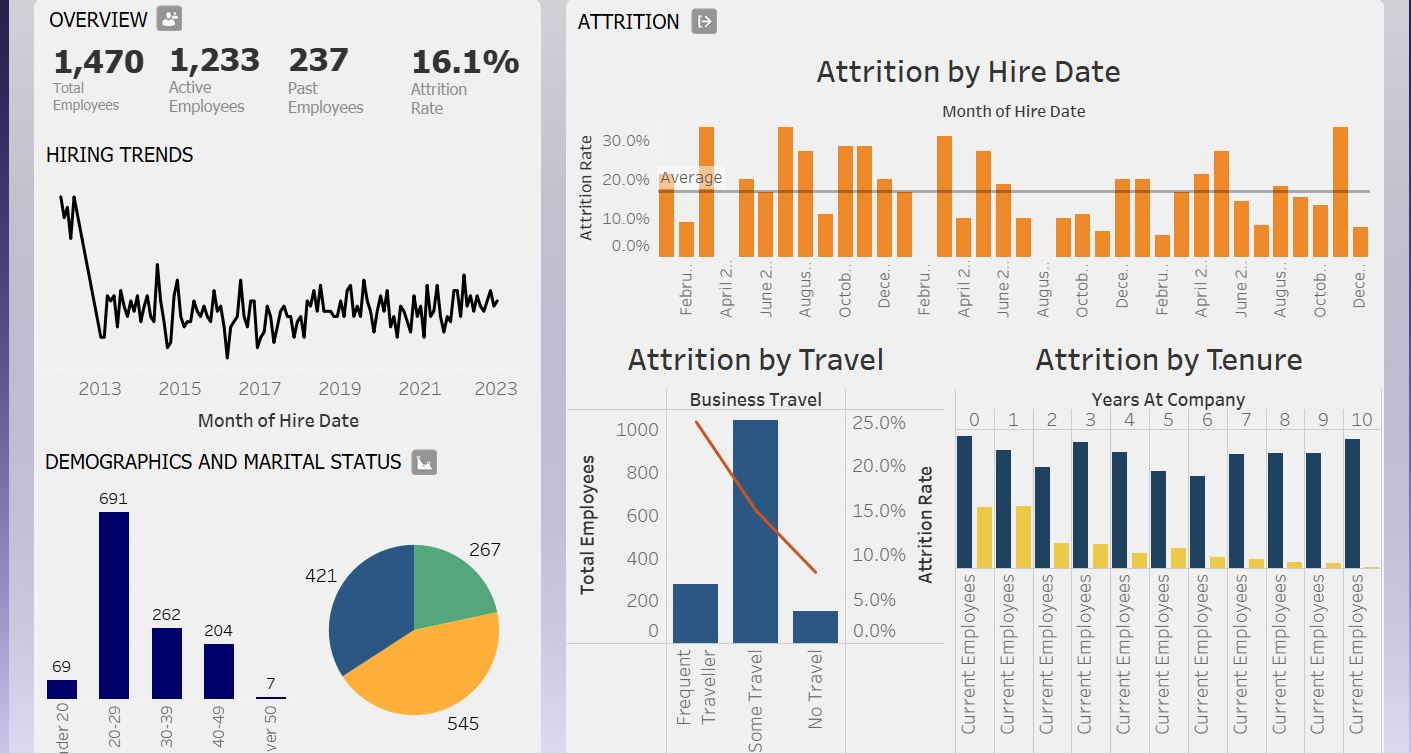 OVERVIEW
1,470
Total
Employees
1,233
Active
Employees
237
Past
Employees
16.1%
Attrition
Rate
HIRING TRENDS
2013 2015 2017 2019 2021 2023
Month of Hire Date
DEMOGRAPHICS AND MARITAL STATUS
69
691
262
204
7
20-29
30-39
40-49
267
421
545
ATTRITION
Attrition by Hire Date
Month of Hire Date
Attrition Rate
30.0%
20.0%
10.0%
0.0%
Average
Febru.. April 2.. June 2.. Augus.. Octob.. Dece.. Febru.. April 2.. June 2.. Augus.. Octob.. Dece.. Febru.. April 2.. June 2.. Augus.. Octob.. Dece..
Attrition by Travel
Business Travel
Total Employees
1000
800
600
400
200
0
25.0%
20.0%
15.0%
10.0%
5.0%
0.0%
Attrition Rate
Frequent
Traveller
Some Travel
No Travel
Attrition by Tenure
Years At Company
0 1 2 3 4 5 6 7 8 9 10
Current Employees
Current Employees
Current Employees
Current Employees
Current Employees
Current Employees
Current Employees
Current Employees
Current Employees
Current Employees
Current Employees